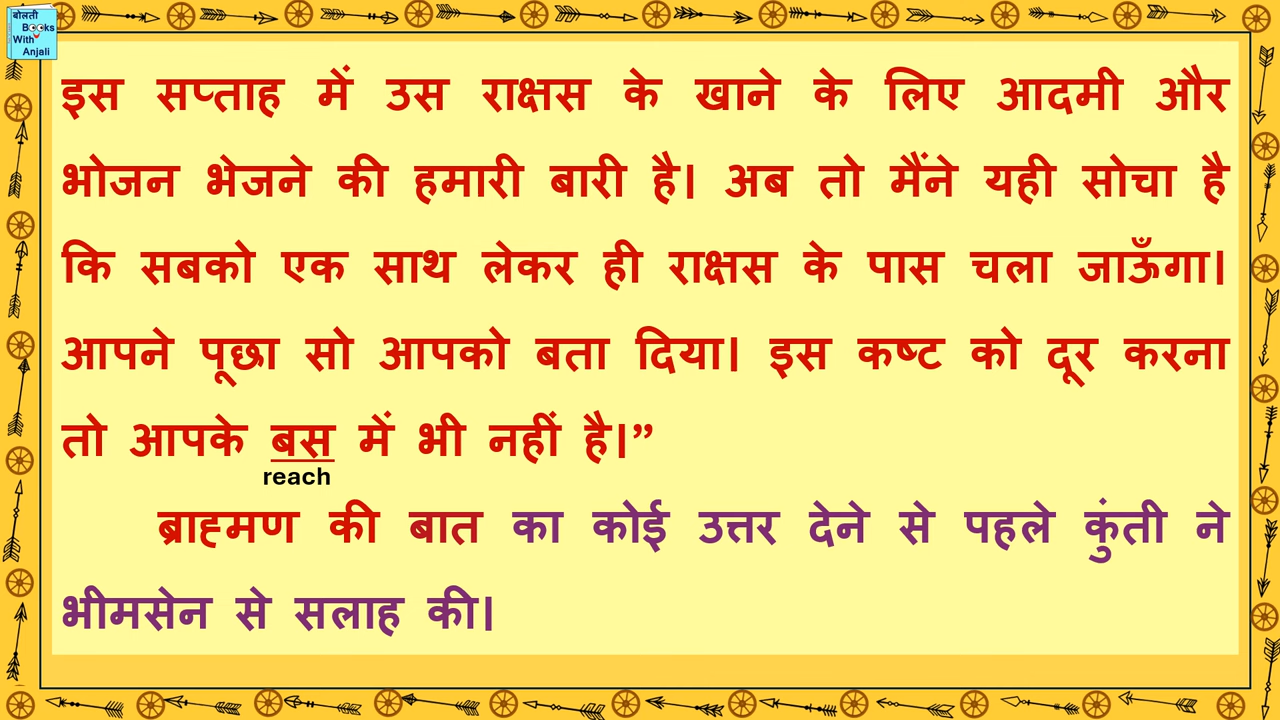 बोलती
Books
With
Anjali
इस सप्ताह में उस राक्षस के खाने के लिए आदमी और
भोजन भेजने की हमारी बारी है। अब तो मैंने यही सोचा है
कि सबको एक साथ लेकर ही राक्षस के पास चला जाऊँगा।
आपने पूछा सो आपको बता दिया। इस कष्ट को दूर करना
तो आपके बस में भी नहीं है।”
reach
ब्राह्मण की बात का कोई उत्तर देने से पहले कुंती ने
भीमसेन से सलाह की।